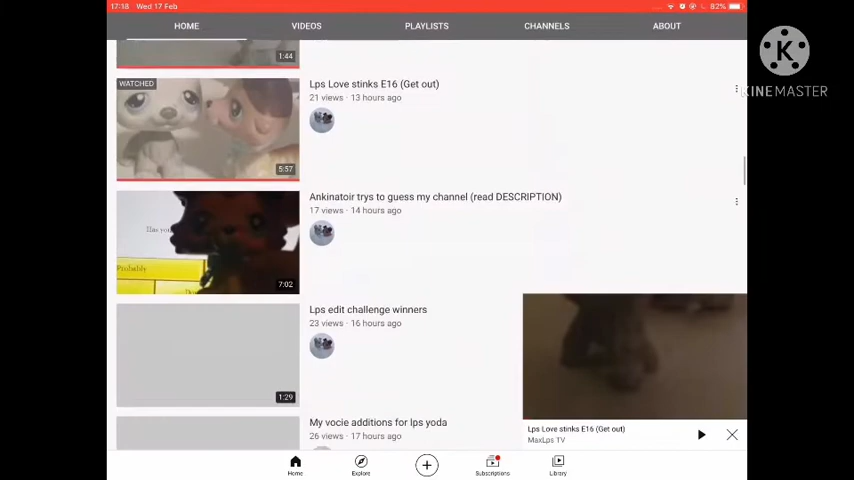 17:18 Wed 17 Feb
82%
HOME VIDEOS PLAYLISTS CHANNELS ABOUT
1:44
WATCHED
Lps Love stinks E16 (Get out)
21 views · 13 hours ago
5:57
KINEMASTER
Ankinatoir trys to guess my channel (read DESCRIPTION)
17 views · 14 hours ago
Probably
7:02
Lps edit challenge winners
23 views · 16 hours ago
1:29
My vocie additions for lps yoda
26 views · 17 hours ago
Lps Love stinks E16 (Get out)
MaxLps TV
Home Explore Subscriptions Library